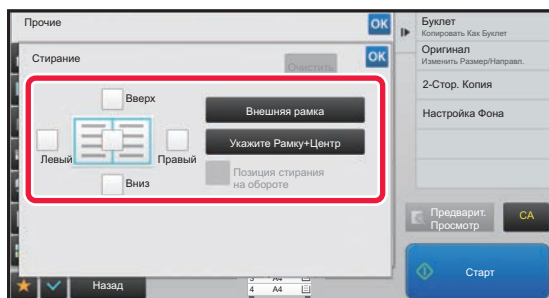 Прочие
OK
Стирание
Очистить
OK
Вверх
Левый
Правый
Вниз
Внешняя рамка
Укажите Рамку+Центр
Позиция стирания
на обороте
Буклет
Копировать Как Буклет
Оригинал
Изменить Размер/Направл.
2-Стор. Копия
Настройка Фона
Предварит.
Просмотр
CA
Старт
Назад
A4
4 A4